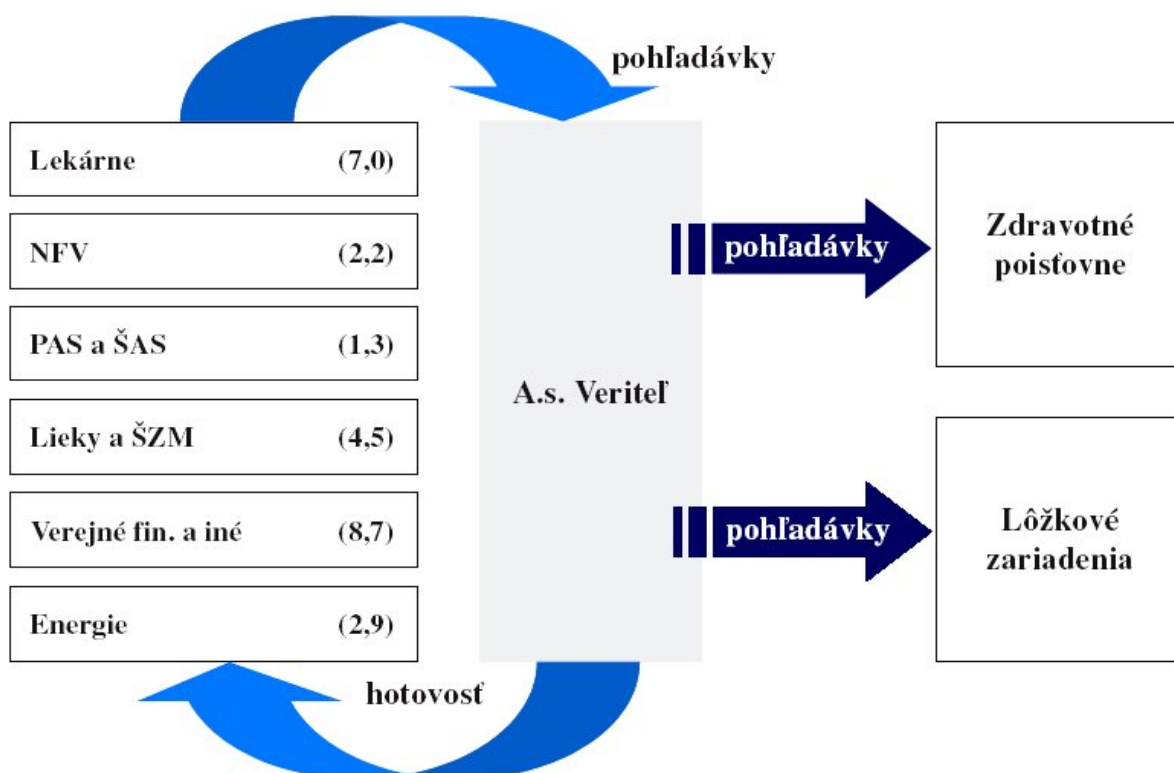 pohľadávky
Lekárne (7,0)
NFV (2,2)
PAS a ŠAS (1,3)
Lieky a ŠZM (4,5)
Verejné fin. a iné (8,7)
Energie (2,9)
hotovosť
A.s. Veriteľ
pohľadávky
Zdravotné
poisťovne
pohľadávky
Lôžkové
zariadenia